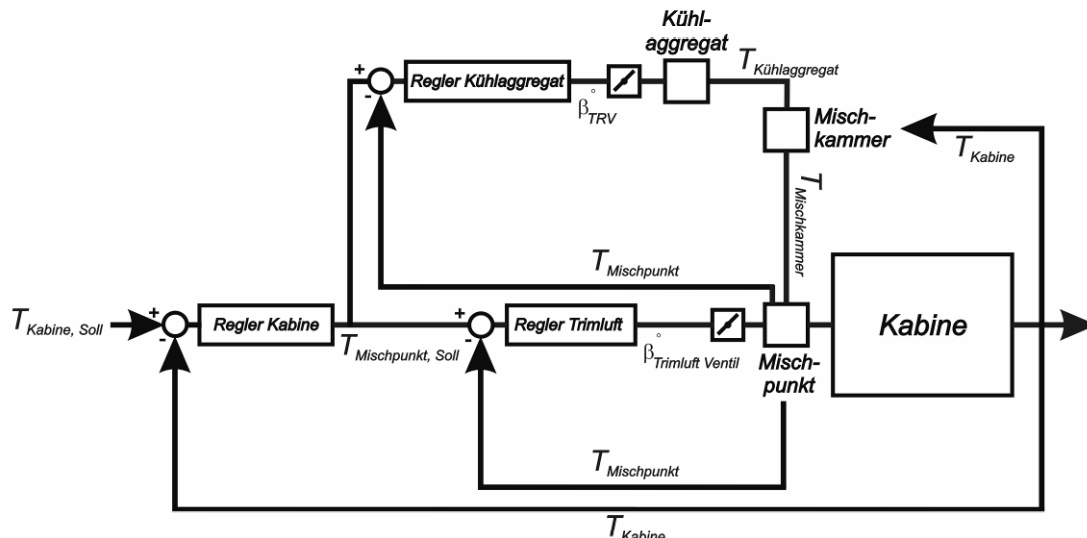 Kühl-
aggregat
T Kühlaggregat
+
-
Regler Kühlaggregat
β° TRV
Misch-
kammer
T Kabine
T Mischkammer
T Mischpunkt
T Kabine, Soll
+
-
Regler Kabine
T Mischpunkt, Soll
+
-
Regler Trimluft
β° Trimluft Ventil
Misch-
punkt
Kabine
T Mischpunkt
T Kabine